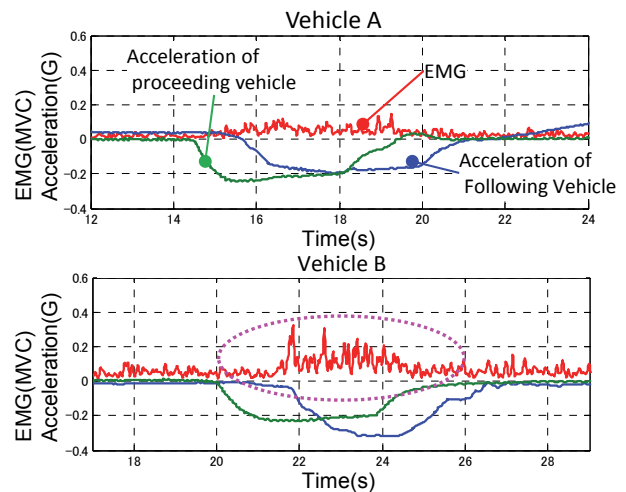 Vehicle A
EMG(MVC)
Acceleration(G)
0.6
0.4
0.2
0
-0.2
-0.4
Acceleration of
proceeding vehicle
EMG
Acceleration of
Following Vehicle
12 14 16 18 20 22 24
Time(s)
Vehicle B
EMG(MVC)
Acceleration(G)
0.6
0.4
0.2
0
-0.2
-0.4
18 20 22 24 26 28
Time(s)